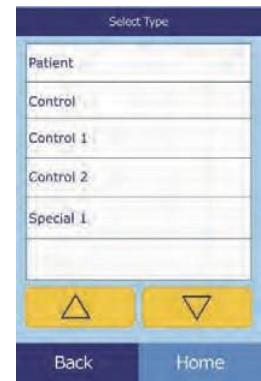 Select Type
Patient
Control
Control 1
Control 2
Special 1
Back Home